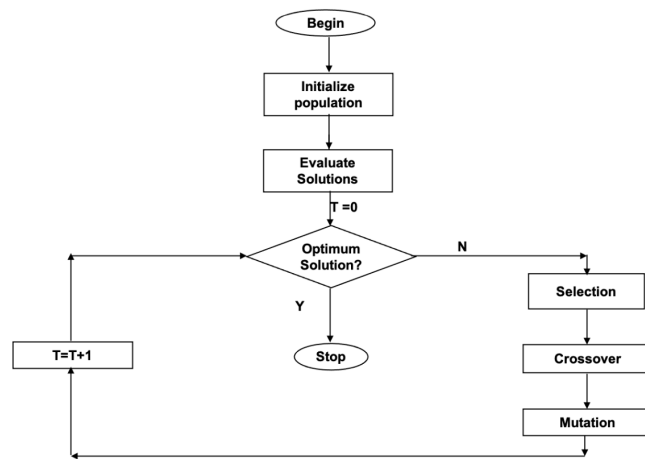 Begin
Initialize
population
Evaluate
Solutions
T =0
Optimum
Solution?
N
Selection
Y
Stop
T=T+1
Crossover
Mutation